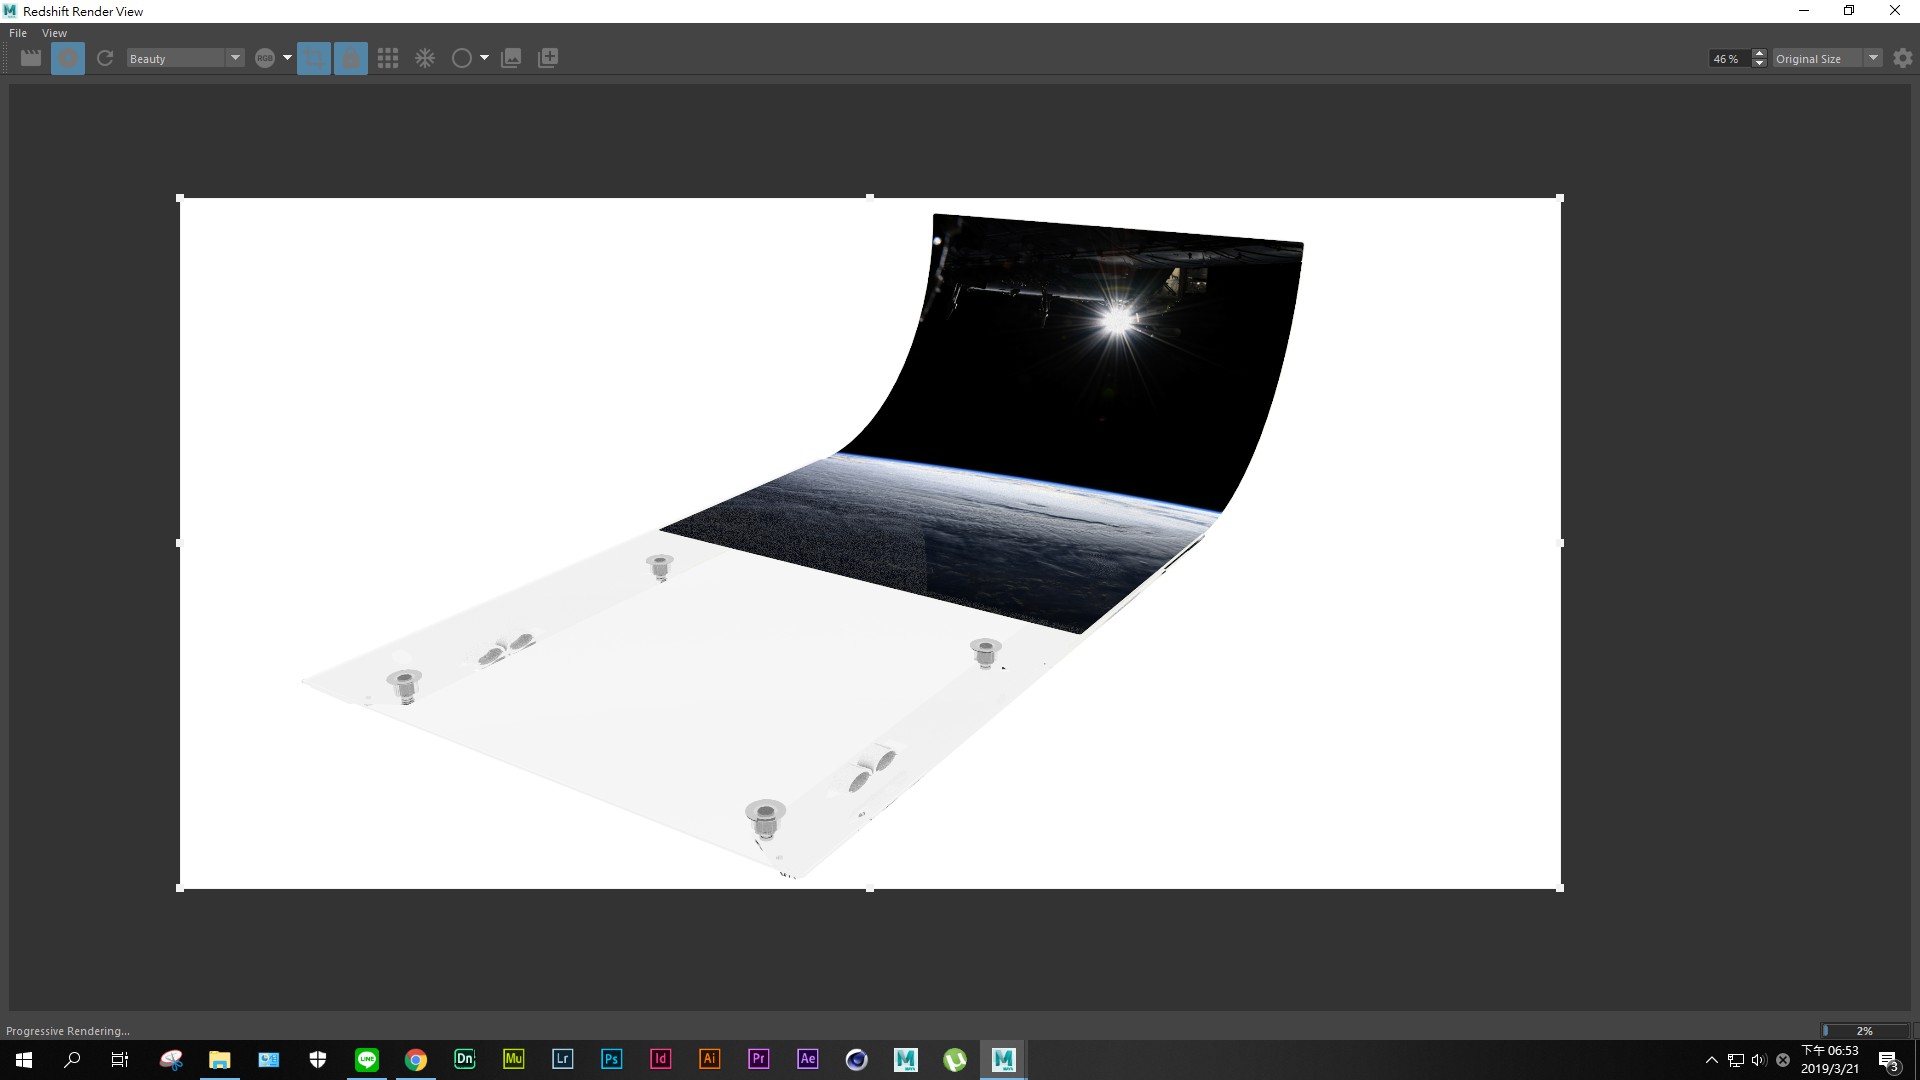 Redshift Render View
File View
Beauty
RGB
46 %
Original Size
Progressive Rendering...
2%
LINE
Dn
Mu
Lr
Ps
Id
Ai
Pr
Ae
M
M
下午 06:53
2019/3/21
3